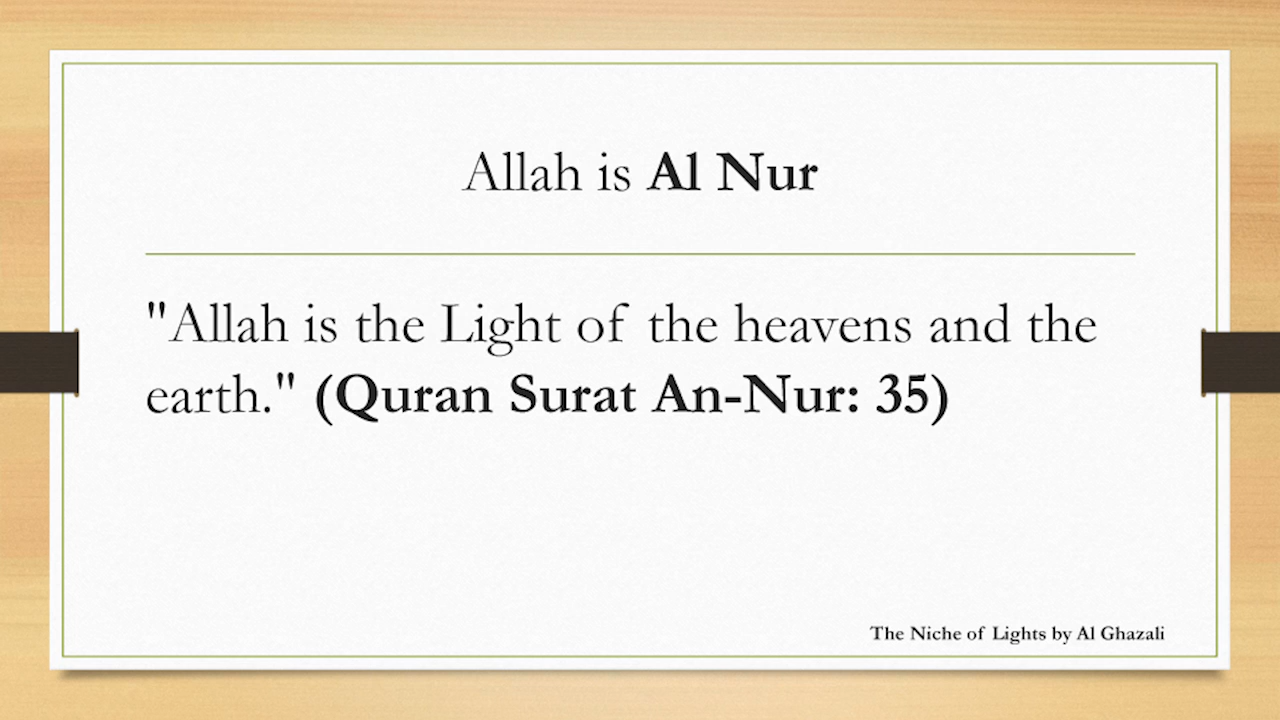 Allah is Al Nur
"Allah is the Light of the heavens and the
earth." (Quran Surat An-Nur: 35)
The Niche of Lights by Al Ghazali